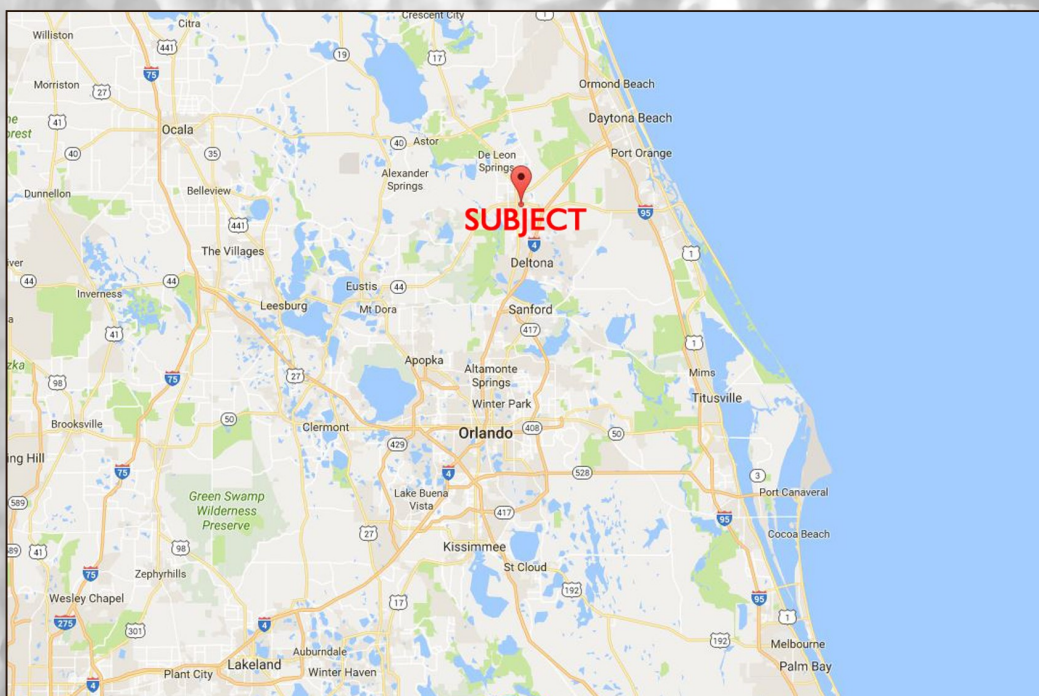 Crescent City
1
Citra
Williston
441
19
17
75
Ormond Beach
Morriston
27
Daytona Beach
41
Ocala
40
Astor
De Leon
Springs
Port Orange
40
35
Alexander
Springs
Dunnellon
Belleview
95
SUBJECT
441
4
The Villages
1
Deltona
44
44
Eustis
44
Inverness
Leesburg
Mt Dora
Sanford
41
417
1
Apopka
Altamonte
Springs
Mims
98
75
27
Titusville
Winter Park
50
Brooksville
Clermont
Orlando
408
50
429
ing Hill
75
4
528
3
Lake Buena
Vista
Port Canaveral
Green Swamp
Wilderness
Preserve
589
417
95
27
Cocoa Beach
41
98
Kissimmee
75
Zephyrhills
St Cloud
192
Wesley Chapel
17
95
275
301
4
1
192
Melbourne
Auburndale
Lakeland
Palm Bay
Plant City
Winter Haven
4